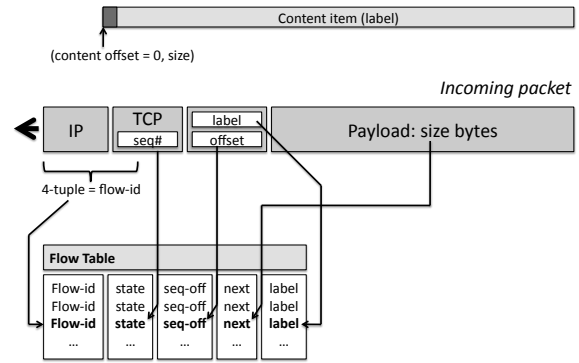 Content item (label)
(content offset = 0, size)
Incoming packet
IP
TCP
seq#
label
offset
Payload: size bytes
4-tuple = flow-id
Flow Table
Flow-id state seq-off next label
Flow-id state seq-off next label
Flow-id state seq-off next label
... ... ... ... ...